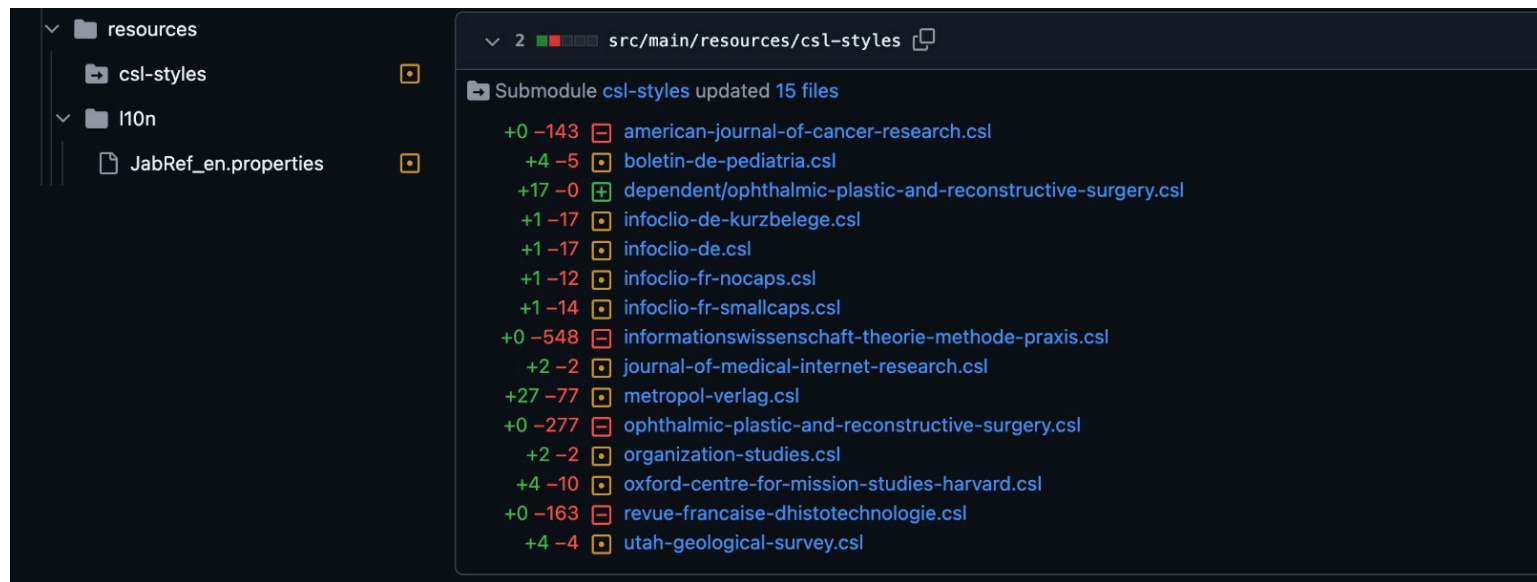 resources
csl-styles
l10n
JabRef_en.properties
2 src/main/resources/csl-styles
Submodule csl-styles updated 15 files
+0 −143 american-journal-of-cancer-research.csl
+4 −5 boletin-de-pediatria.csl
+17 −0 dependent/ophthalmic-plastic-and-reconstructive-surgery.csl
+1 −17 infoclio-de-kurzbelege.csl
+1 −17 infoclio-de.csl
+1 −12 infoclio-fr-nocaps.csl
+1 −14 infoclio-fr-smallcaps.csl
+0 −548 informationswissenschaft-theorie-methode-praxis.csl
+2 −2 journal-of-medical-internet-research.csl
+27 −77 metropol-verlag.csl
+0 −277 ophthalmic-plastic-and-reconstructive-surgery.csl
+2 −2 organization-studies.csl
+4 −10 oxford-centre-for-mission-studies-harvard.csl
+0 −163 revue-francaise-dhistotechnologie.csl
+4 −4 utah-geological-survey.csl